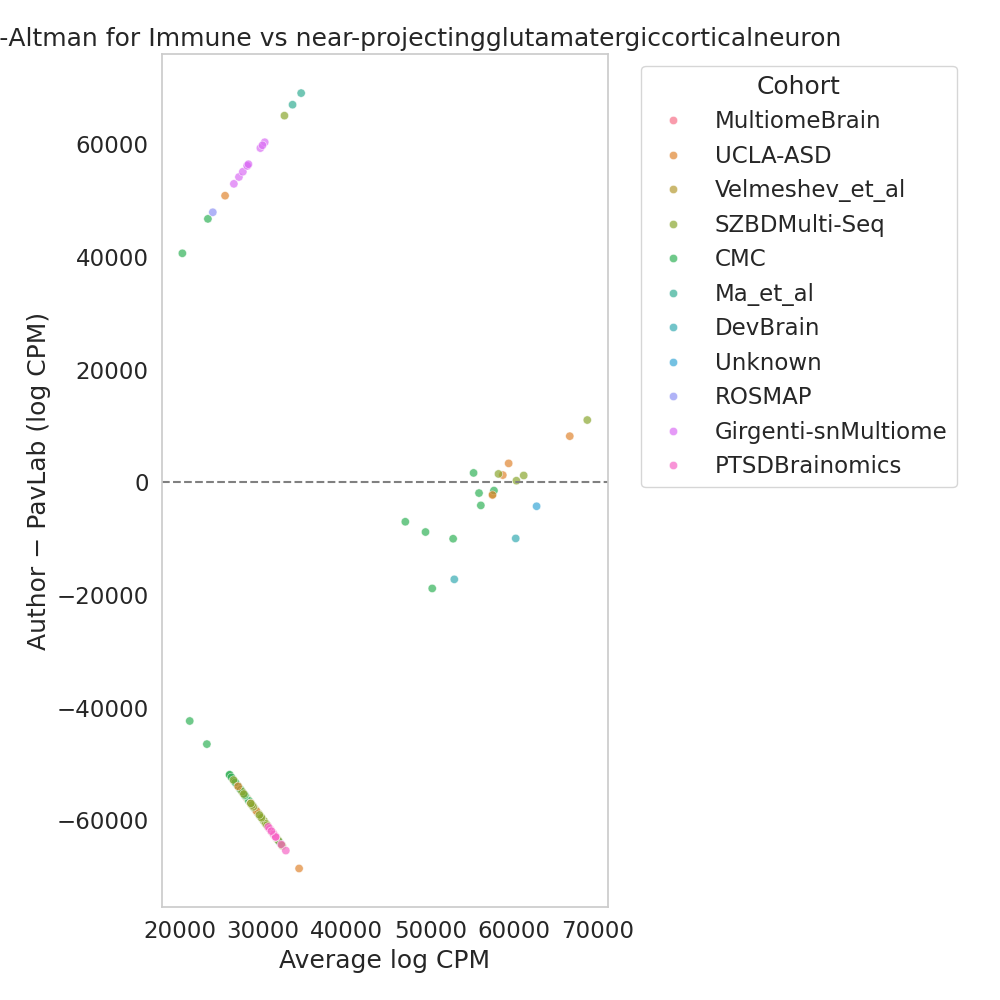 -Altman for Immune vs near-projectingglutamatergiccorticalneuron
Cohort
MultiomeBrain
UCLA-ASD
Velmeshev_et_al
SZBDMulti-Seq
CMC
Ma_et_al
DevBrain
Unknown
ROSMAP
Girgenti-snMultiome
PTSDBrainomics
Author − PavLab (log CPM)
60000
40000
20000
0
−20000
−40000
−60000
20000 30000 40000 50000 60000 70000
Average log CPM